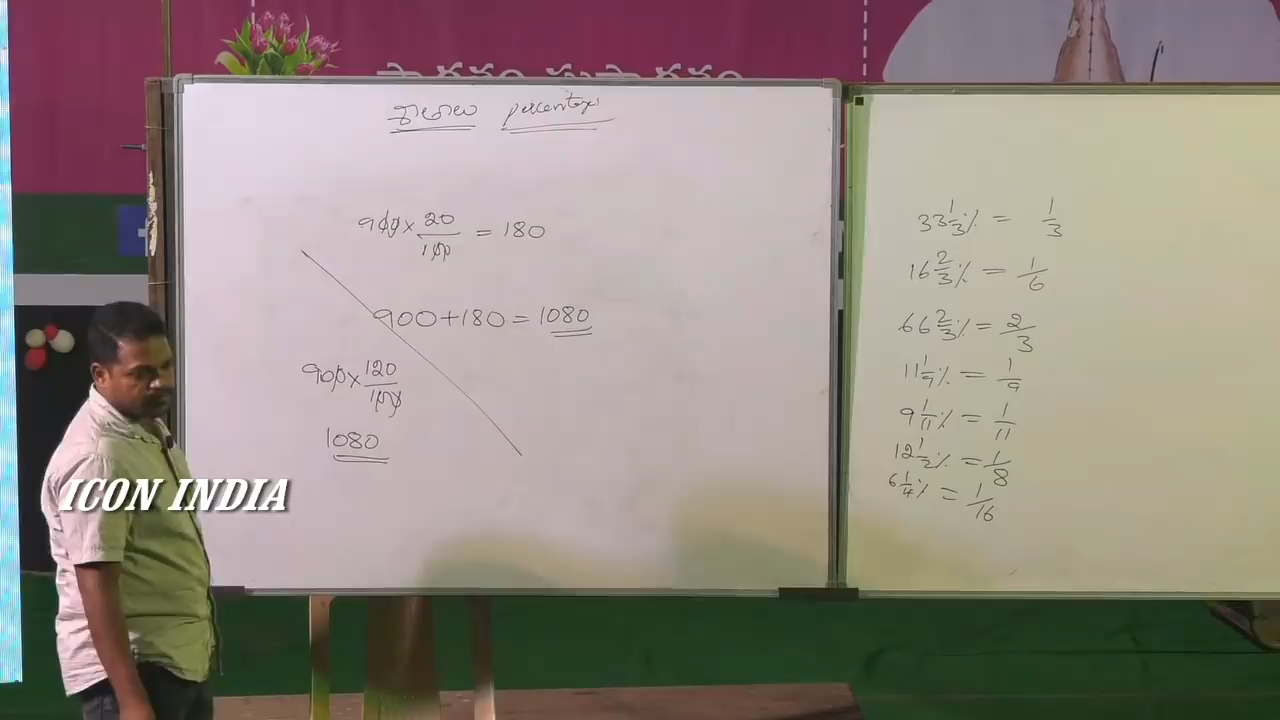 శాతాలు percentage
900 × 20/100 = 180
900 + 180 = 1080
900 × 120/100
1080
33 1/3 % = 1/3
16 2/3 % = 1/6
66 2/3 % = 2/3
11 1/9 % = 1/9
9 1/11 % = 1/11
12 1/2 % = 1/8
6 1/4 % = 1/16
ICON INDIA